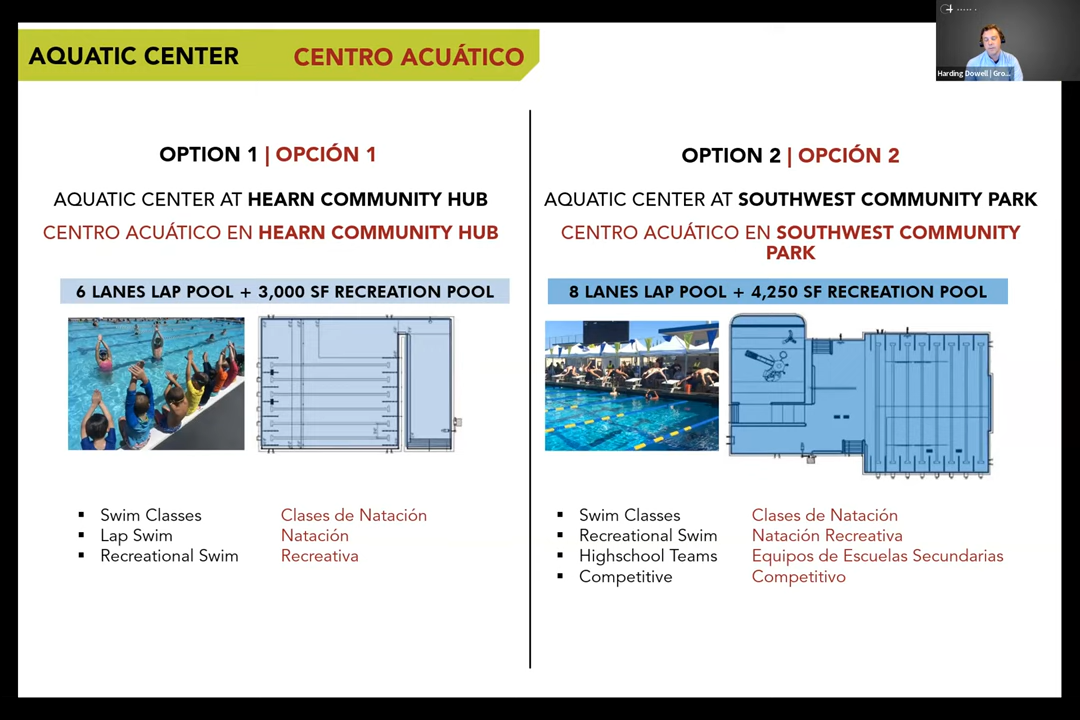 AQUATIC CENTER CENTRO ACUÁTICO
Harding Dowell | Gro...
OPTION 1 | OPCIÓN 1
AQUATIC CENTER AT HEARN COMMUNITY HUB
CENTRO ACUÁTICO EN HEARN COMMUNITY HUB
6 LANES LAP POOL + 3,000 SF RECREATION POOL
▪ Swim Classes Clases de Natación
▪ Lap Swim Natación
▪ Recreational Swim Recreativa
OPTION 2 | OPCIÓN 2
AQUATIC CENTER AT SOUTHWEST COMMUNITY PARK
CENTRO ACUÁTICO EN SOUTHWEST COMMUNITY
PARK
8 LANES LAP POOL + 4,250 SF RECREATION POOL
▪ Swim Classes Clases de Natación
▪ Recreational Swim Natación Recreativa
▪ Highschool Teams Equipos de Escuelas Secundarias
▪ Competitive Competitivo